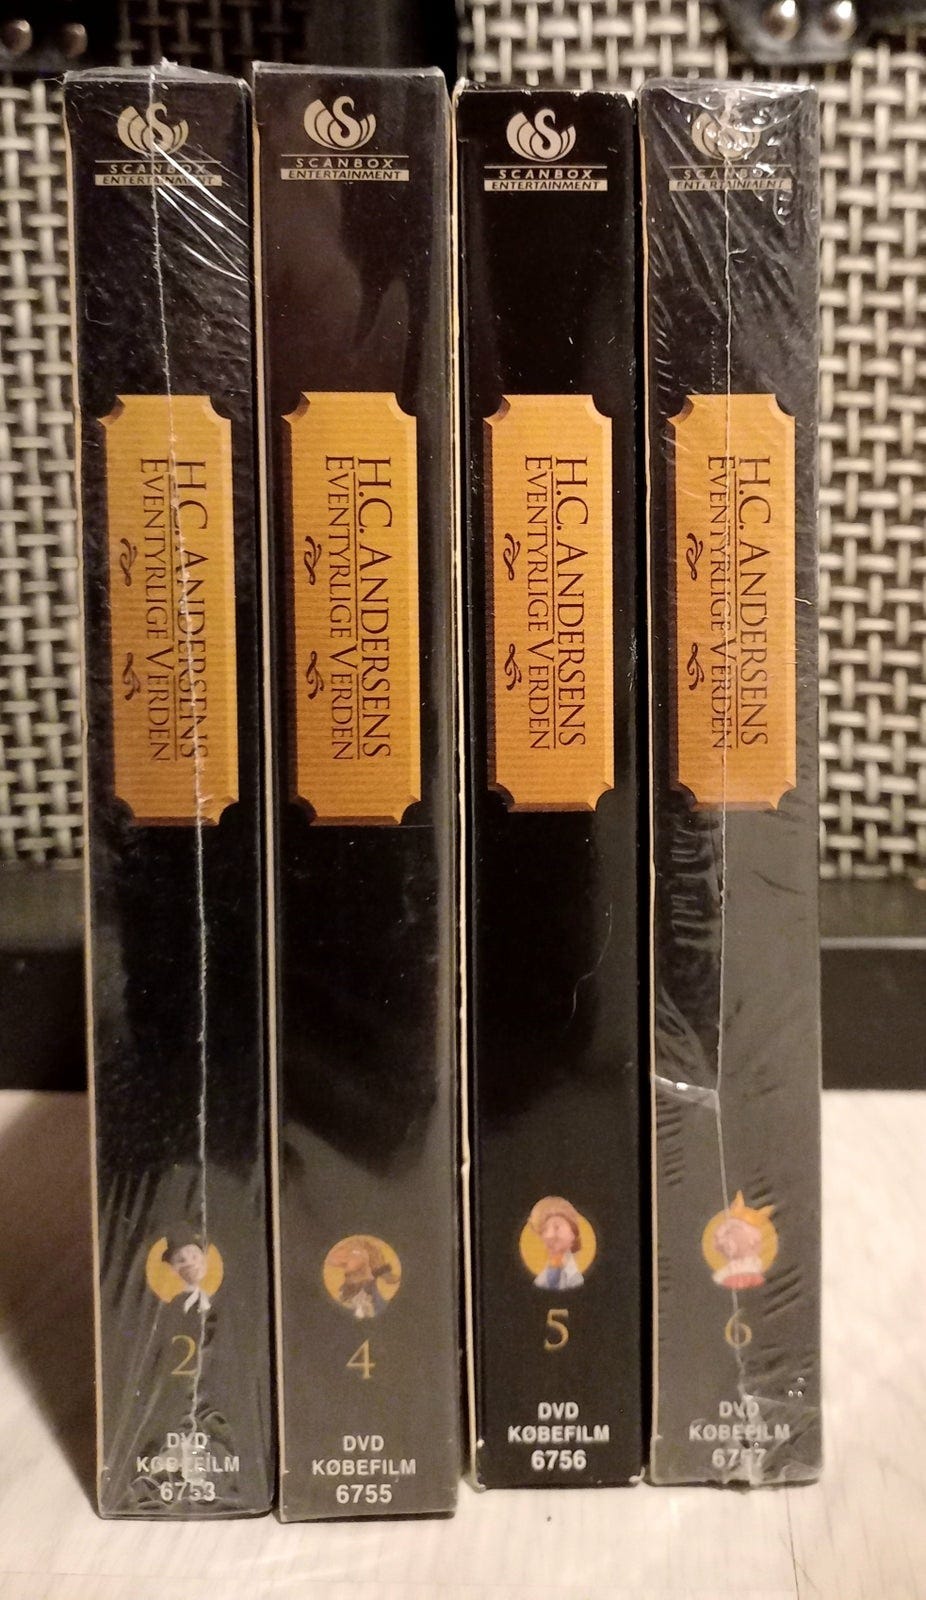 SCANBOX
ENTERTAINMENT
H.C. ANDERSENS
EVENTYRLIGE VERDEN
2
DVD
KØBEFILM
6753
SCANBOX
ENTERTAINMENT
H.C. ANDERSENS
EVENTYRLIGE VERDEN
4
DVD
KØBEFILM
6755
SCANBOX
ENTERTAINMENT
H.C. ANDERSENS
EVENTYRLIGE VERDEN
5
DVD
KØBEFILM
6756
SCANBOX
ENTERTAINMENT
H.C. ANDERSENS
EVENTYRLIGE VERDEN
6
DVD
KØBEFILM
6757